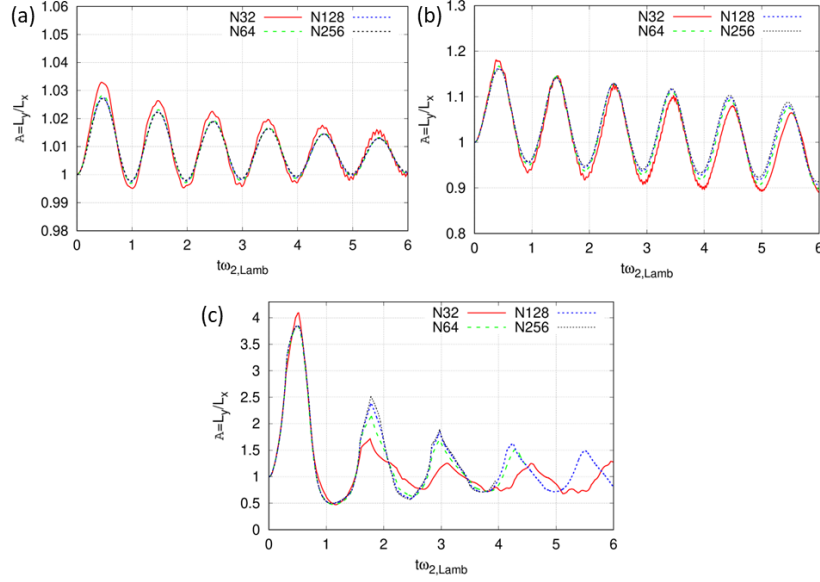 (a)
1.06
1.05
1.04
1.03
1.02
1.01
1
0.99
0.98
N32 N128
N64 N256
𝔸=Ly/Lx
0 1 2 3 4 5 6
tω2,Lamb
(b)
1.3
1.2
1.1
1
0.9
0.8
N32 N128
N64 N256
𝔸=Ly/Lx
0 1 2 3 4 5 6
tω2,Lamb
(c)
4
3.5
3
2.5
2
1.5
1
0.5
0
N32 N128
N64 N256
𝔸=Ly/Lx
0 1 2 3 4 5 6
tω2,Lamb